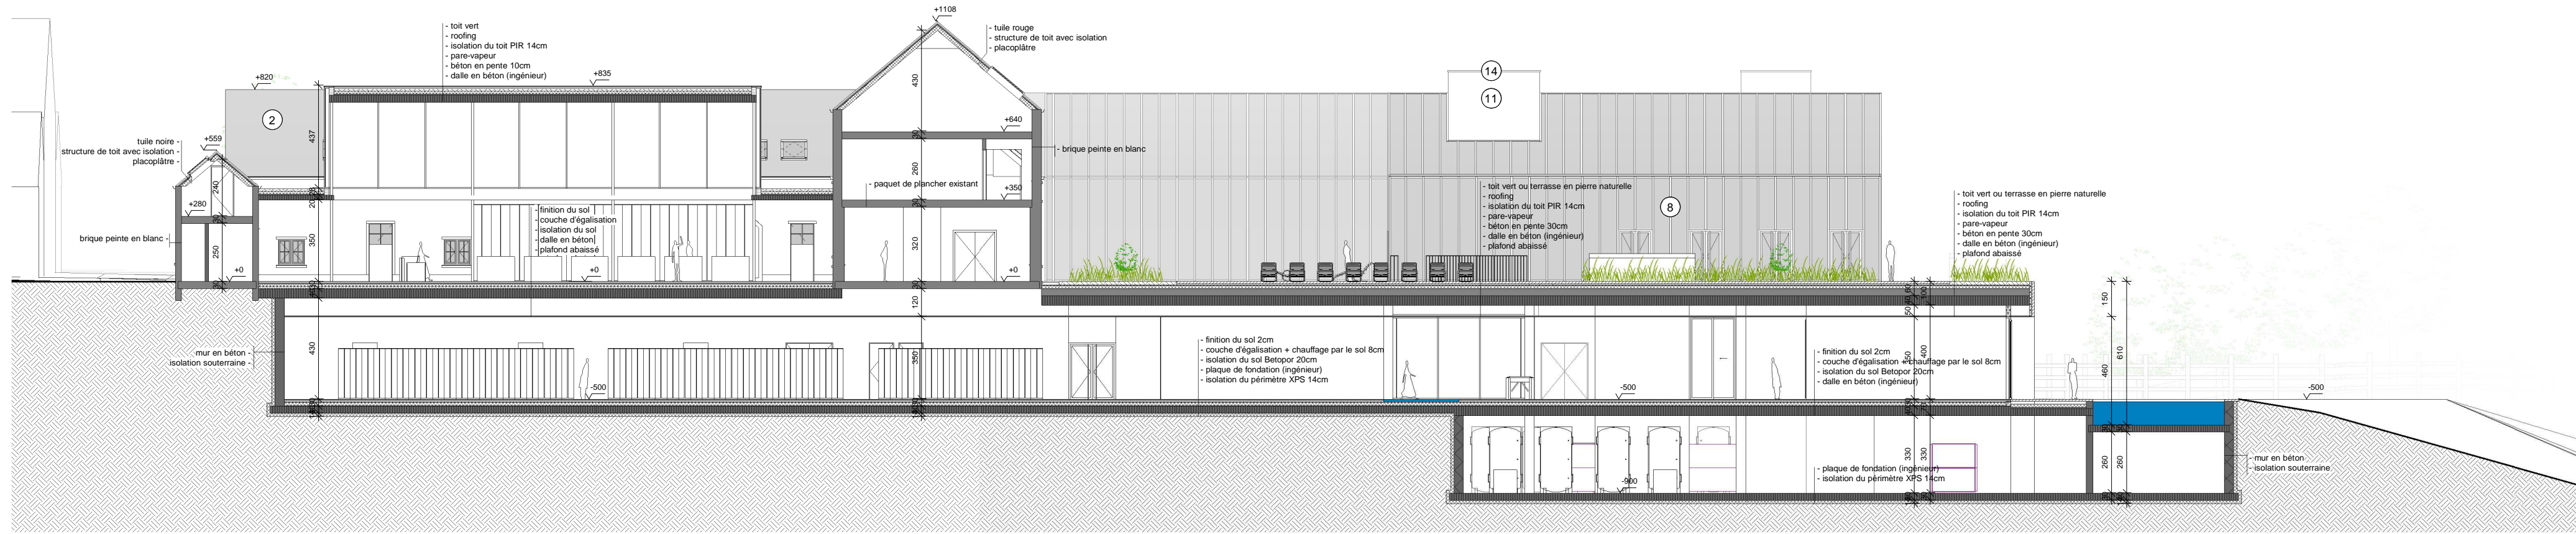 +1108
- toit vert
- roofing
- isolation du toit PIR 14cm
- pare-vapeur
- béton en pente 10cm
- dalle en béton (ingénieur)
- tuile rouge
- structure de toit avec isolation
- placoplâtre
+820
+835
430
14
11
2
437
+640
+559
tuile noire -
structure de toit avec isolation -
placoplâtre -
- brique peinte en blanc
260
240
- paquet de plancher existant
+350
- toit vert ou terrasse en pierre naturelle
- roofing
- isolation du toit PIR 14cm
- pare-vapeur
- béton en pente 30cm
- dalle en béton (ingénieur)
- plafond abaissé
8
- toit vert ou terrasse en pierre naturelle
- roofing
- isolation du toit PIR 14cm
- pare-vapeur
- béton en pente 30cm
- dalle en béton (ingénieur)
- plafond abaissé
+280
- finition du sol
- couche d'égalisation
- isolation du sol
- dalle en béton
- plafond abaissé
brique peinte en blanc -
250
350
320
+0
+0
+0
120
150
610
mur en béton -
isolation souterraine -
430
350
- finition du sol 2cm
- couche d'égalisation + chauffage par le sol 8cm
- isolation du sol Betopor 20cm
- plaque de fondation (ingénieur)
- isolation du périmètre XPS 14cm
- finition du sol 2cm
- couche d'égalisation + chauffage par le sol 8cm
- isolation du sol Betopor 20cm
- dalle en béton (ingénieur)
400
460
-500
-500
-500
330
330
260
260
- plaque de fondation (ingénieur)
- isolation du périmètre XPS 14cm
-900
- mur en béton
- isolation souterraine